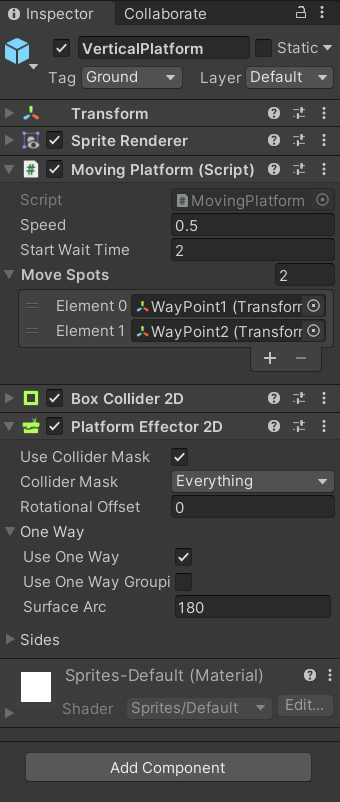 Inspector Collaborate
VerticalPlatform Static
Tag Ground Layer Default
Transform
Sprite Renderer
Moving Platform (Script)
Script MovingPlatform
Speed 0.5
Start Wait Time 2
Move Spots 2
Element 0 WayPoint1 (Transforr
Element 1 WayPoint2 (Transforr
Box Collider 2D
Platform Effector 2D
Use Collider Mask
Collider Mask Everything
Rotational Offset 0
One Way
Use One Way
Use One Way Groupi
Surface Arc 180
Sides
Sprites-Default (Material)
Shader Sprites/Default Edit...
Add Component